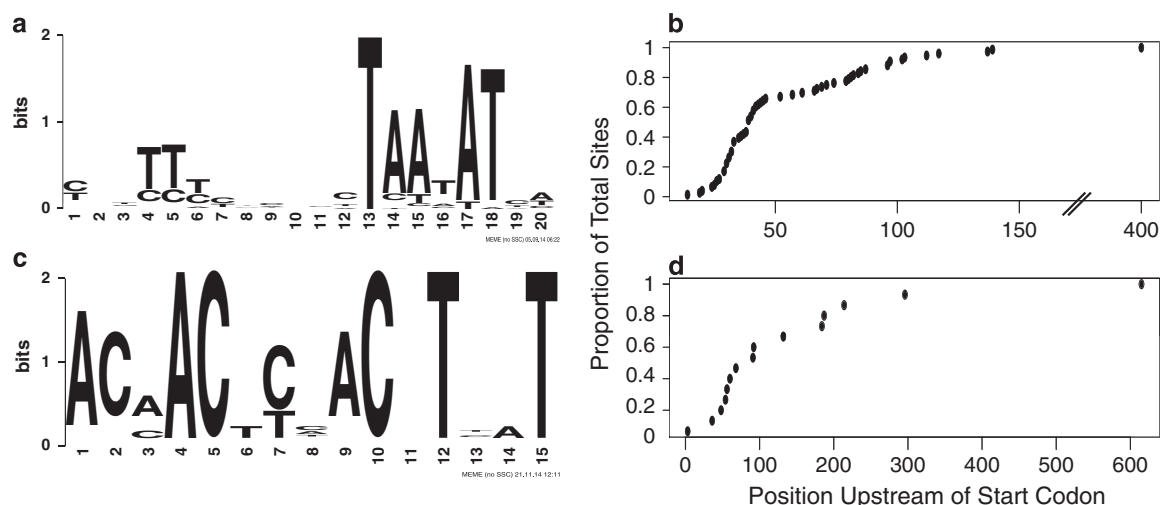 a
2
bits
1
0
C T T T C C T A A T A T A
T C C C C T T
1 2 3 4 5 6 7 8 9 10 11 12 13 14 15 16 17 18 19 20
MEME (no SSC) 05.09.14 06:22
b
1
0.8
0.6
0.4
0.2
0
50 100 150 400
c
2
bits
1
0
A C A A C T C A C T A T
C T
1 2 3 4 5 6 7 8 9 10 11 12 13 14 15
MEME (no SSC) 21.11.14 12:11
Proportion of Total Sites
d
1
0.8
0.6
0.4
0.2
0
0 100 200 300 400 500 600
Position Upstream of Start Codon